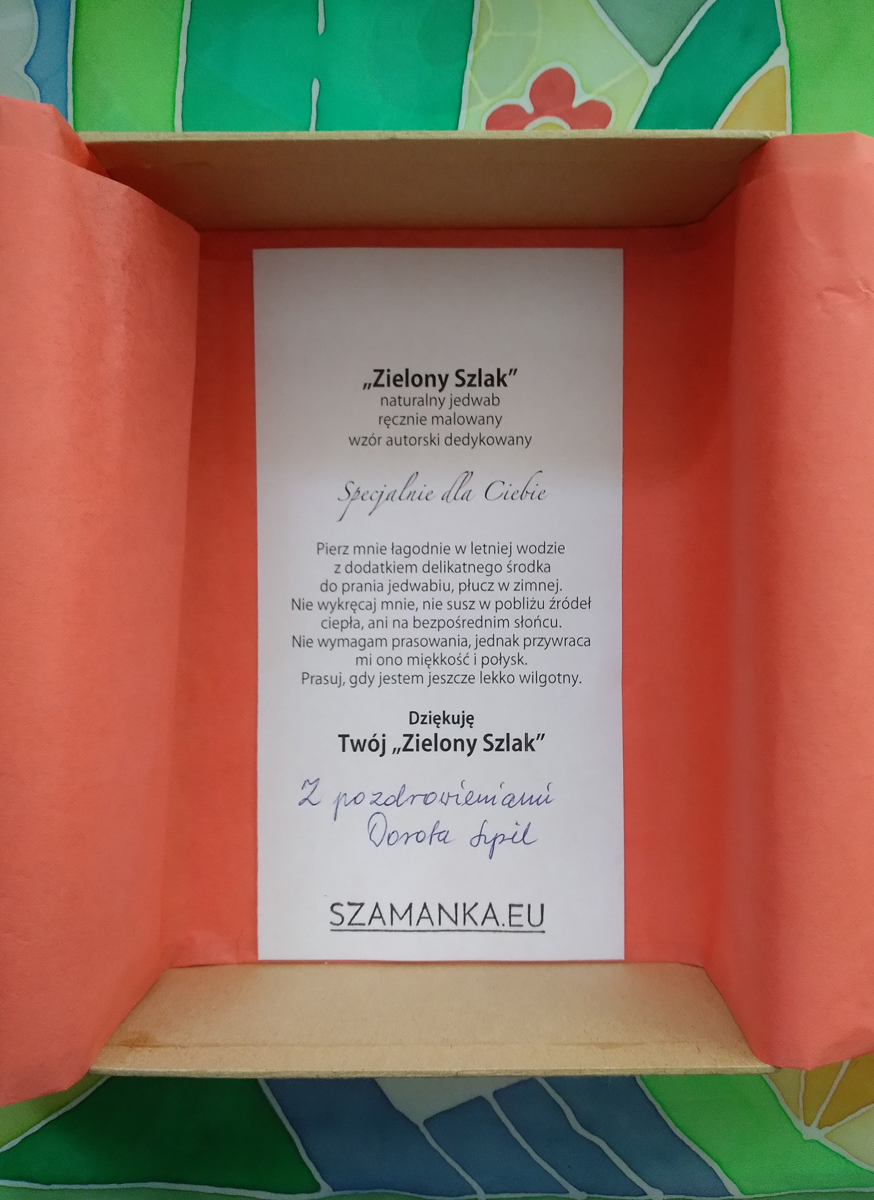 „Zielony Szlak”
naturalny jedwab
ręcznie malowany
wzór autorski dedykowany
Specjalnie dla Ciebie
Pierz mnie łagodnie w letniej wodzie
z dodatkiem delikatnego środka
do prania jedwabiu, płucz w zimnej.
Nie wykręcaj mnie, nie susz w pobliżu źródeł
ciepła, ani na bezpośrednim słońcu.
Nie wymagam prasowania, jednak przywraca
mi ono miękkość i połysk.
Prasuj, gdy jestem jeszcze lekko wilgotny.
Dziękuję
Twój „Zielony Szlak”
Z pozdrowieniami
Dorota
SZAMANKA.EU